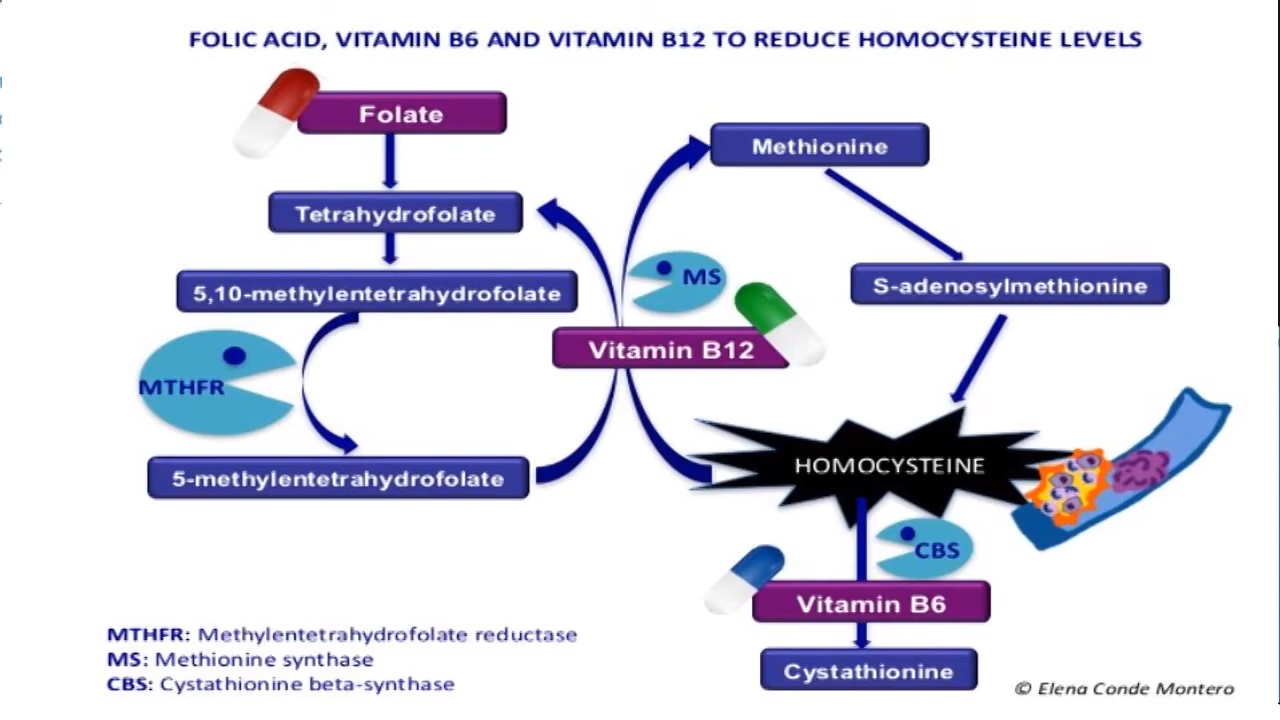 FOLIC ACID, VITAMIN B6 AND VITAMIN B12 TO REDUCE HOMOCYSTEINE LEVELS
Folate
Methionine
Tetrahydrofolate
MS
5,10-methylentetrahydrofolate
S-adenosylmethionine
Vitamin B12
MTHFR
HOMOCYSTEINE
5-methylentetrahydrofolate
CBS
Vitamin B6
Cystathionine
MTHFR: Methylentetrahydrofolate reductase
MS: Methionine synthase
CBS: Cystathionine beta-synthase
© Elena Conde Montero